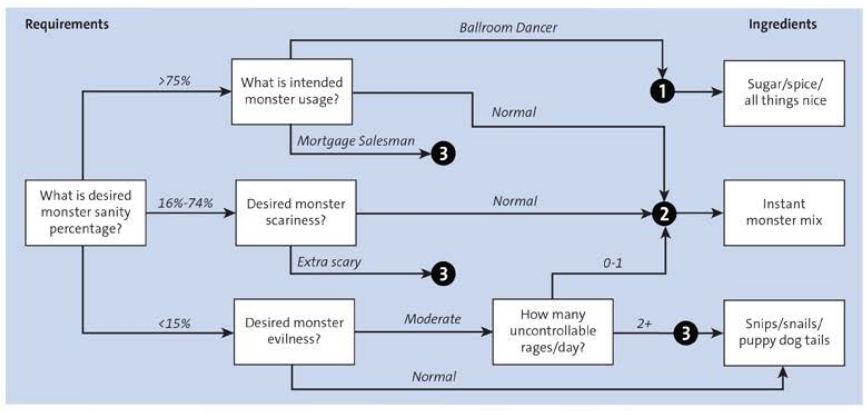 Requirements
Ballroom Dancer
Ingredients
>75%
What is intended
monster usage?
1
Sugar/spice/
all things nice
Normal
Mortgage Salesman
3
What is desired
monster sanity
percentage?
16%-74%
Desired monster
scariness?
Normal
2
Instant
monster mix
Extra scary
3
0-1
<15%
Desired monster
evilness?
Moderate
How many
uncontrollable
rages/day?
2+
3
Snips/snails/
puppy dog tails
Normal